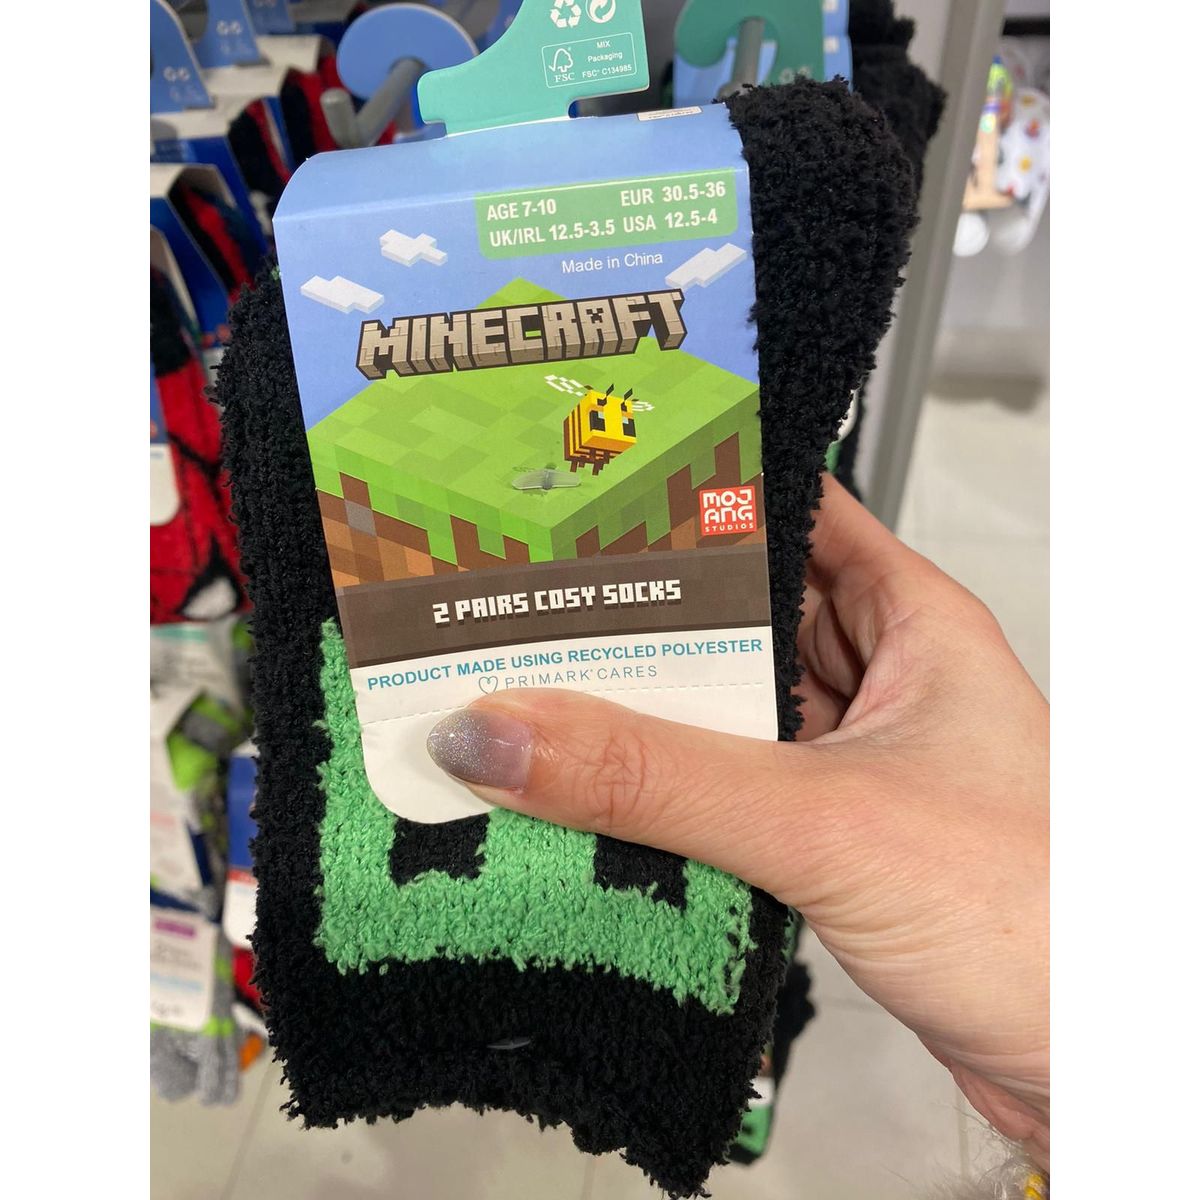 MIX
Packaging
FSC
FSC® C134985
AGE 7-10 EUR 30.5-36
UK/IRL 12.5-3.5 USA 12.5-4
Made in China
MINECRAFT
MOJ
ANG
STUDIOS
2 PAIRS COSY SOCKS
PRODUCT MADE USING RECYCLED POLYESTER
PRIMARK® CARES